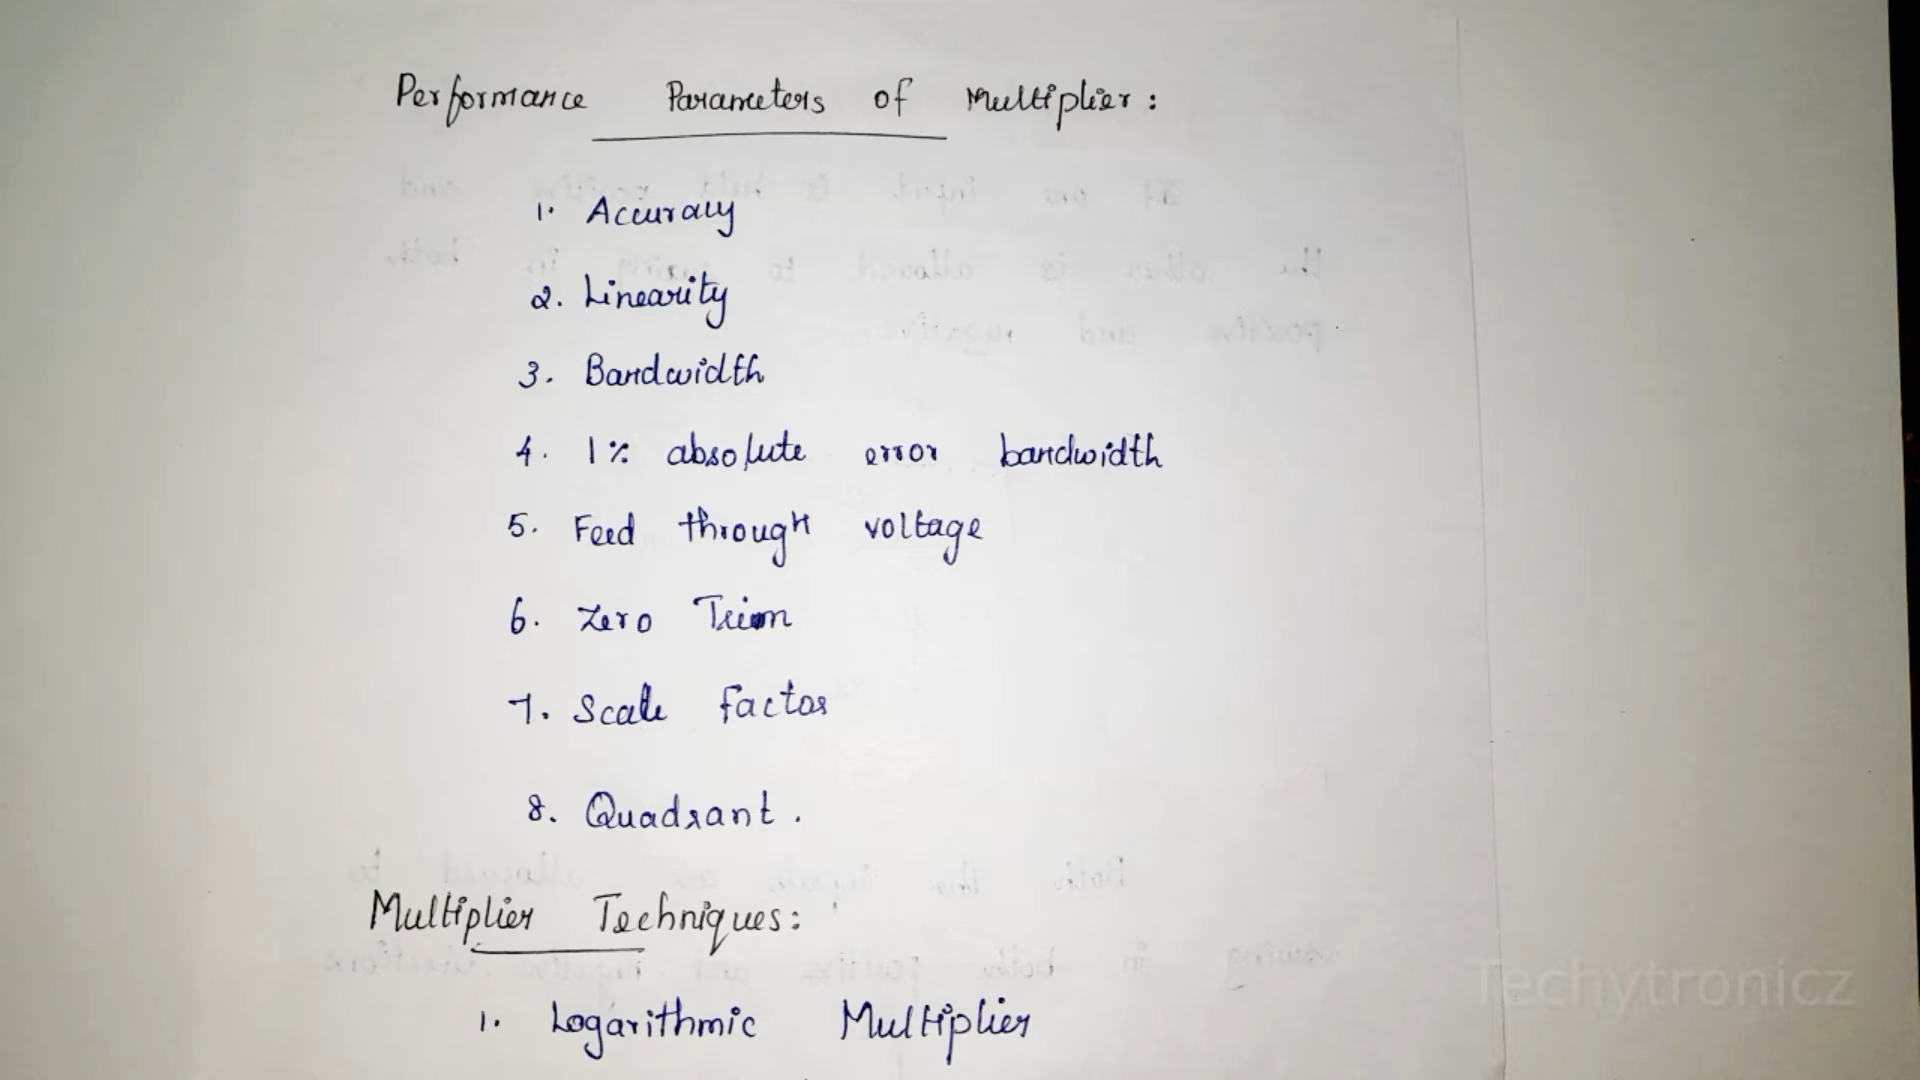 Performance Parameters of Multiplier:
1. Accuracy
2. Linearity
3. Bandwidth
4. 1% absolute error bandwidth
5. Feed through voltage
6. Zero Trim
7. Scale factor
8. Quadrant.
Multiplier Techniques:
1. Logarithmic Multiplier
Techytronicz